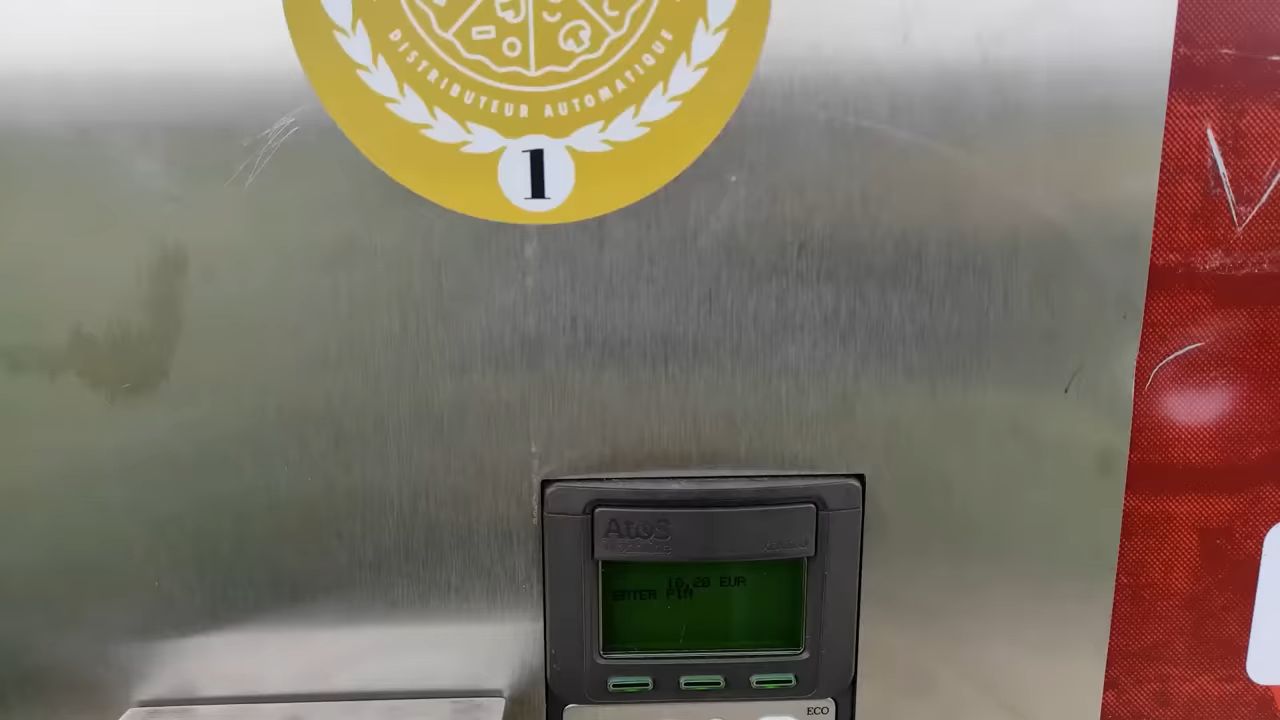 DISTRIBUTEUR AUTOMATIQUE
1
AtoS
10,20 EUR
ENTER PIN
ECO